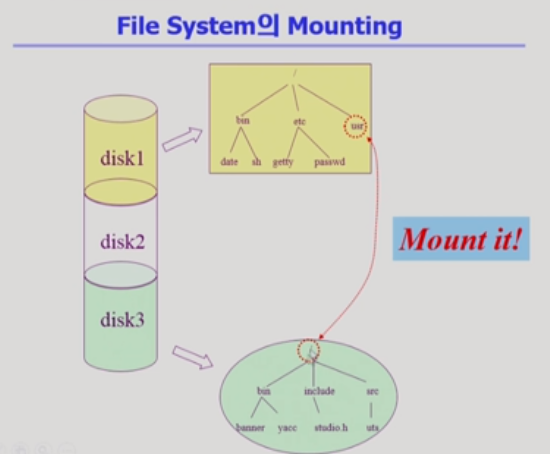 File System의 Mounting
/
bin etc usr
date sh getty passwd
disk1
disk2
disk3
Mount it!
/
bin include src
banner yacc studio.h uts